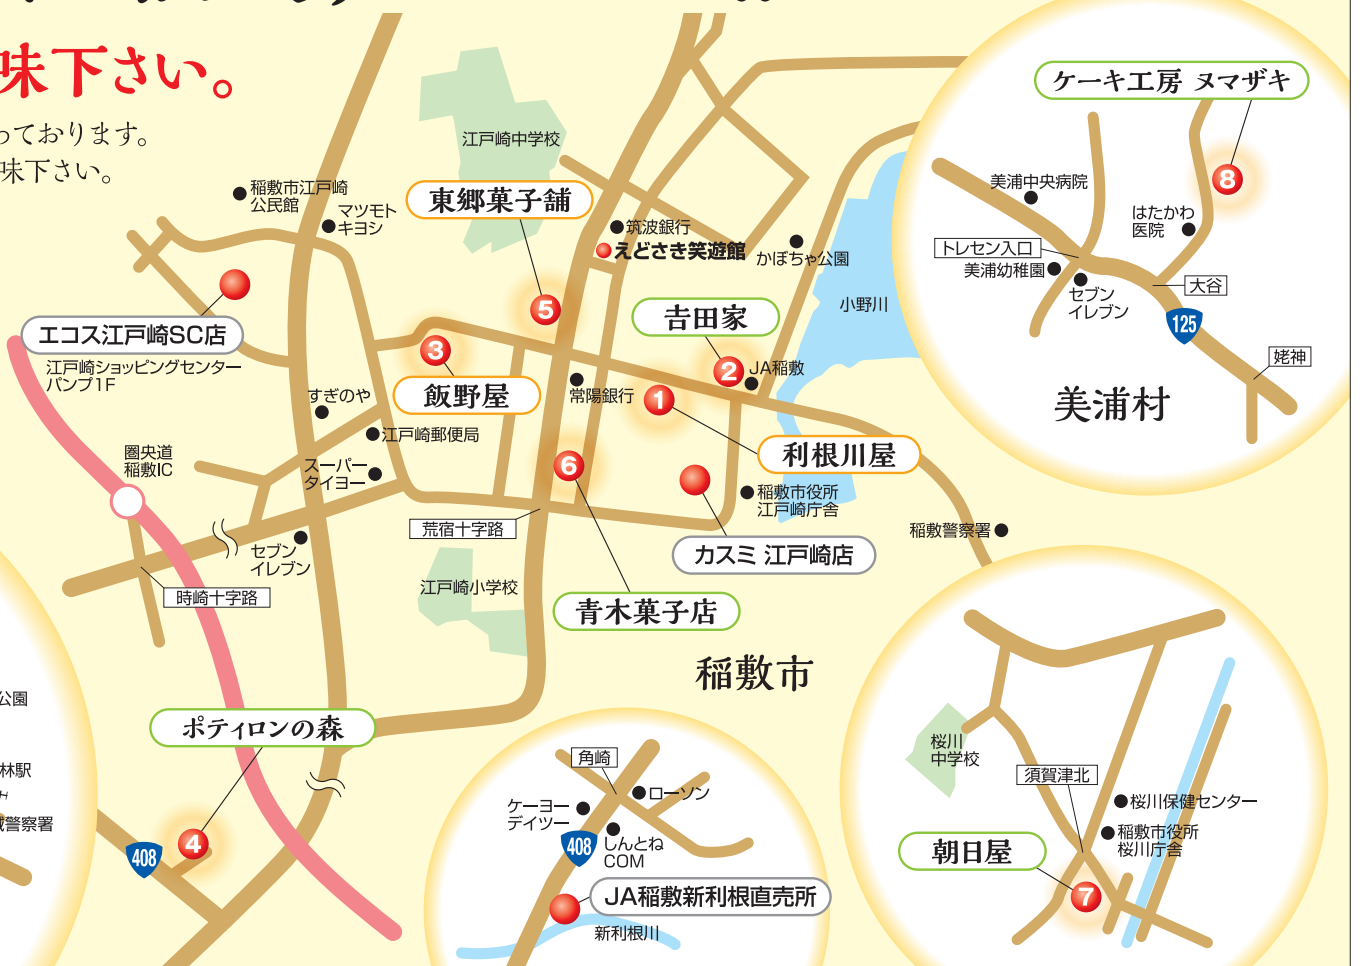 味下さい。
っております。
味下さい。
江戸崎中学校
稲敷市江戸崎
公民館
マツモト
キヨシ
東郷菓子舗
筑波銀行
えどさき笑遊館
かぼちゃ公園
小野川
5
エコス江戸崎SC店
江戸崎ショッピングセンター
パンプ1F
3
飯野屋
吉田家
2
JA稲敷
常陽銀行
1
利根川屋
すぎのや
江戸崎郵便局
スーパー
タイヨー
圏央道
稲敷IC
6
稲敷市役所
江戸崎庁舎
荒宿十字路
カスミ 江戸崎店
稲敷警察署
セブン
イレブン
時崎十字路
江戸崎小学校
青木菓子店
稲敷市
ポティロンの森
4
408
公園
林駅
警察署
ケーキ工房 ヌマザキ
8
美浦中央病院
はたかわ
医院
トレセン入口
美浦幼稚園
セブン
イレブン
大谷
125
姥神
美浦村
角崎
ローソン
ケーヨー
デイツー
408
しんとね
COM
JA稲敷新利根直売所
新利根川
桜川
中学校
須賀津北
桜川保健センター
稲敷市役所
桜川庁舎
朝日屋
7